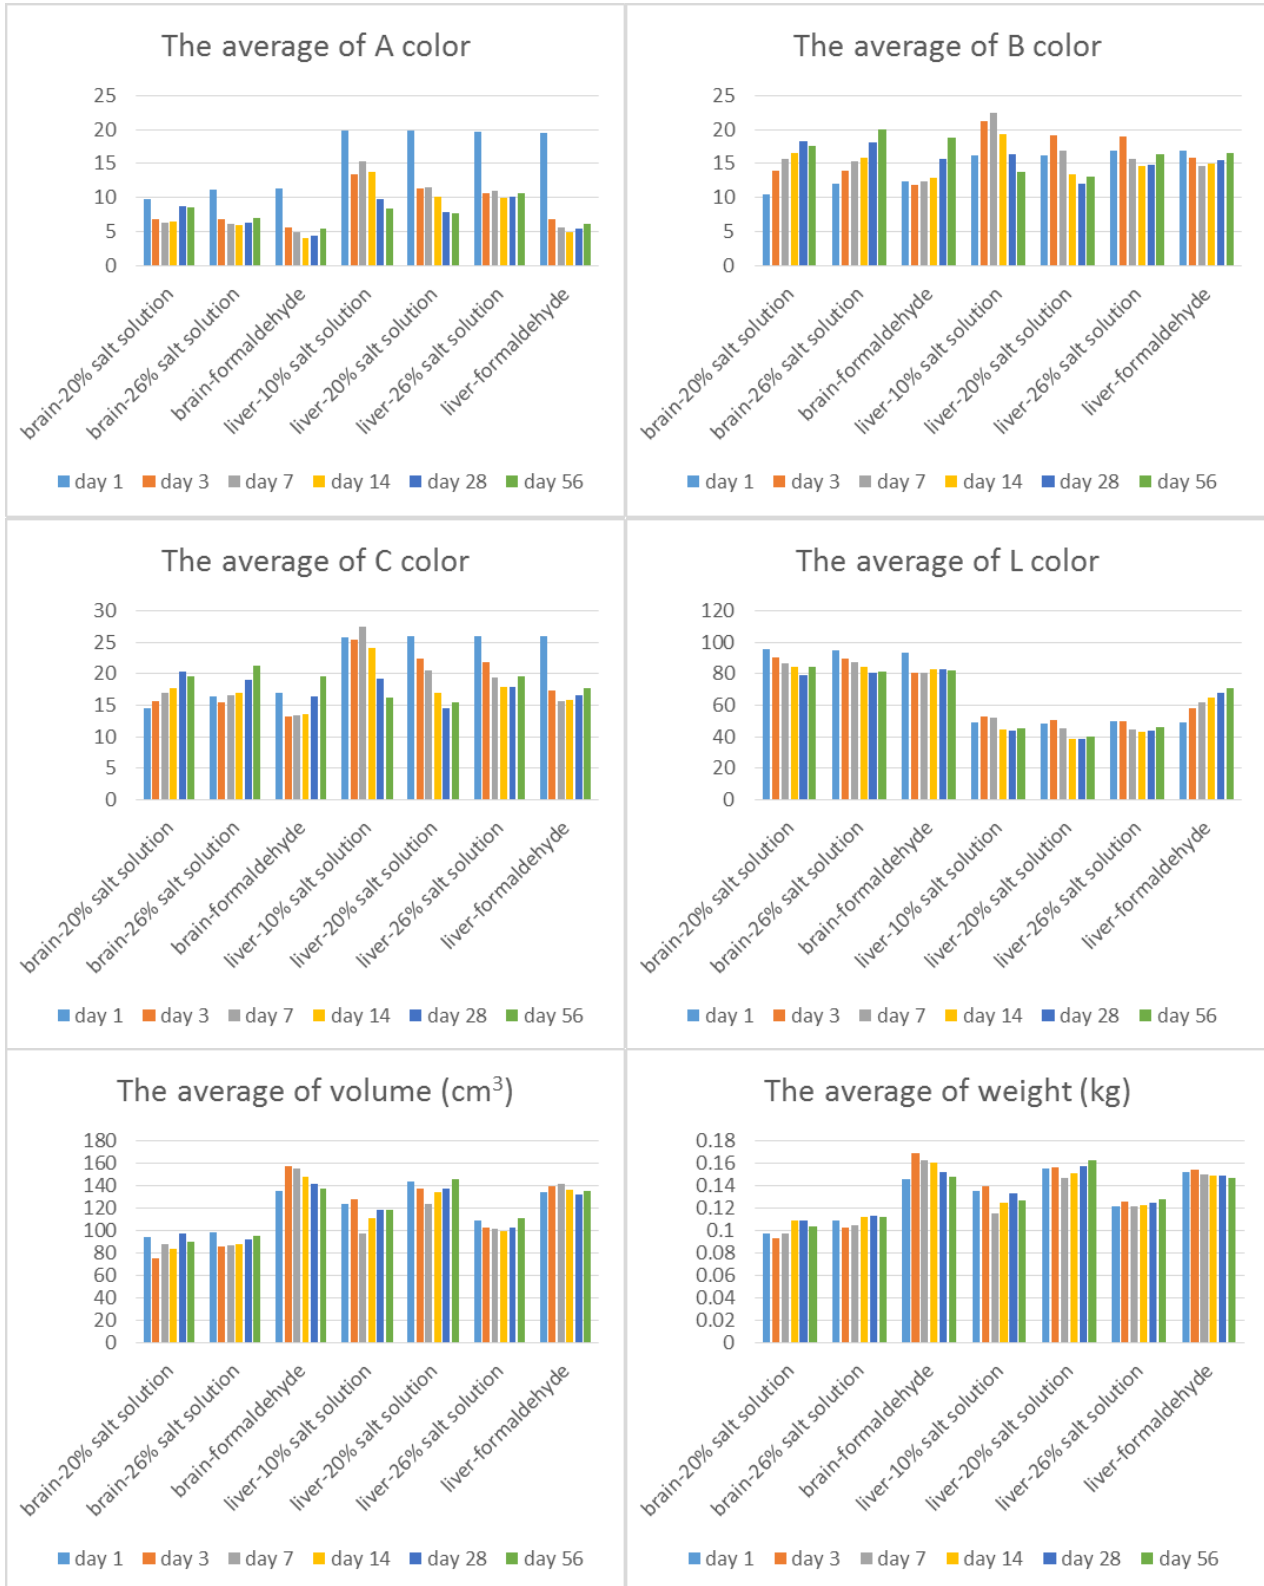 The average of A color
25
20
15
10
5
0
brain-20% salt solution
brain-26% salt solution
brain-formaldehyde
liver-10% salt solution
liver-20% salt solution
liver-26% salt solution
liver-formaldehyde
day 1 day 3 day 7 day 14 day 28 day 56
The average of B color
25
20
15
10
5
0
brain-20% salt solution
brain-26% salt solution
brain-formaldehyde
liver-10% salt solution
liver-20% salt solution
liver-26% salt solution
liver-formaldehyde
day 1 day 3 day 7 day 14 day 28 day 56
The average of C color
30
25
20
15
10
5
0
brain-20% salt solution
brain-26% salt solution
brain-formaldehyde
liver-10% salt solution
liver-20% salt solution
liver-26% salt solution
liver-formaldehyde
day 1 day 3 day 7 day 14 day 28 day 56
The average of L color
120
100
80
60
40
20
0
brain-20% salt solution
brain-26% salt solution
brain-formaldehyde
liver-10% salt solution
liver-20% salt solution
liver-26% salt solution
liver-formaldehyde
day 1 day 3 day 7 day 14 day 28 day 56
The average of volume (cm³)
180
160
140
120
100
80
60
40
20
0
brain-20% salt solution
brain-26% salt solution
brain-formaldehyde
liver-10% salt solution
liver-20% salt solution
liver-26% salt solution
liver-formaldehyde
day 1 day 3 day 7 day 14 day 28 day 56
The average of weight (kg)
0.18
0.16
0.14
0.12
0.1
0.08
0.06
0.04
0.02
0
brain-20% salt solution
brain-26% salt solution
brain-formaldehyde
liver-10% salt solution
liver-20% salt solution
liver-26% salt solution
liver-formaldehyde
day 1 day 3 day 7 day 14 day 28 day 56